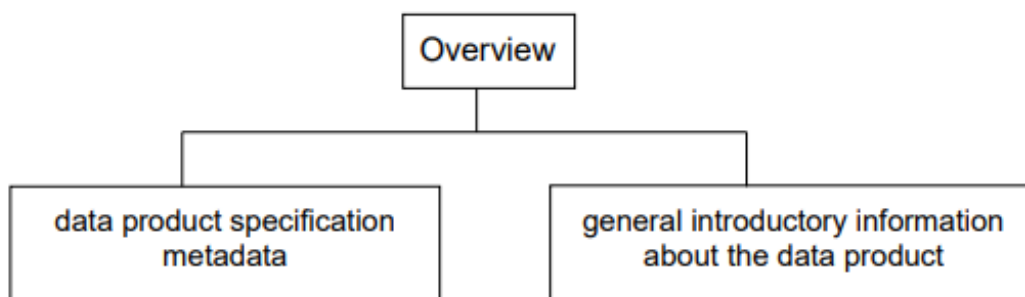 Overview
data product specification
metadata
general introductory information
about the data product